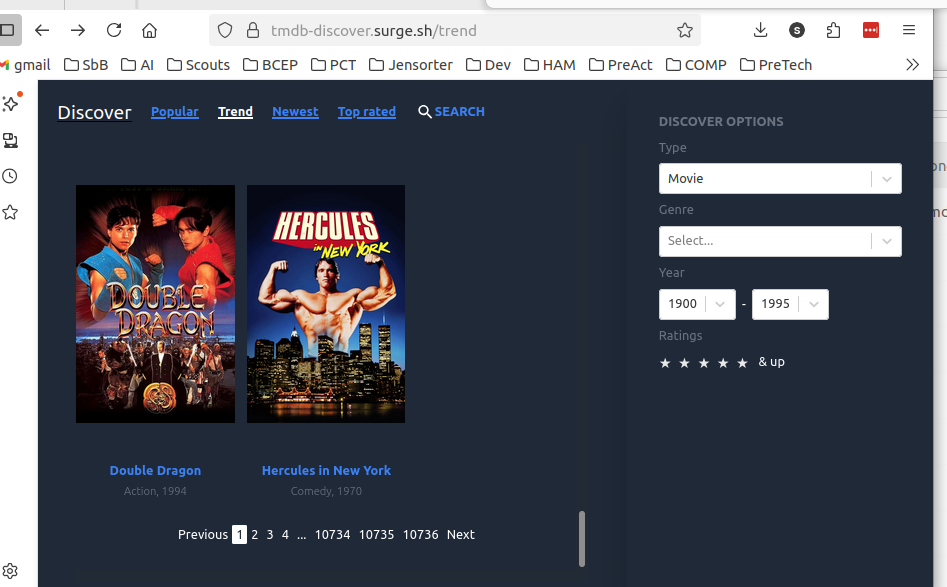 tmdb-discover.surge.sh/trend
S
gmail SbB AI Scouts BCEP PCT Jensorter Dev HAM PreAct COMP PreTech
Discover Popular Trend Newest Top rated SEARCH
DISCOVER OPTIONS
Type
Movie
Genre
Select...
Year
1900 - 1995
Ratings
& up
DOUBLE
DRAGON
HERCULES
IN NEW YORK
Double Dragon
Action, 1994
Hercules in New York
Comedy, 1970
Previous 1 2 3 4 ... 10734 10735 10736 Next